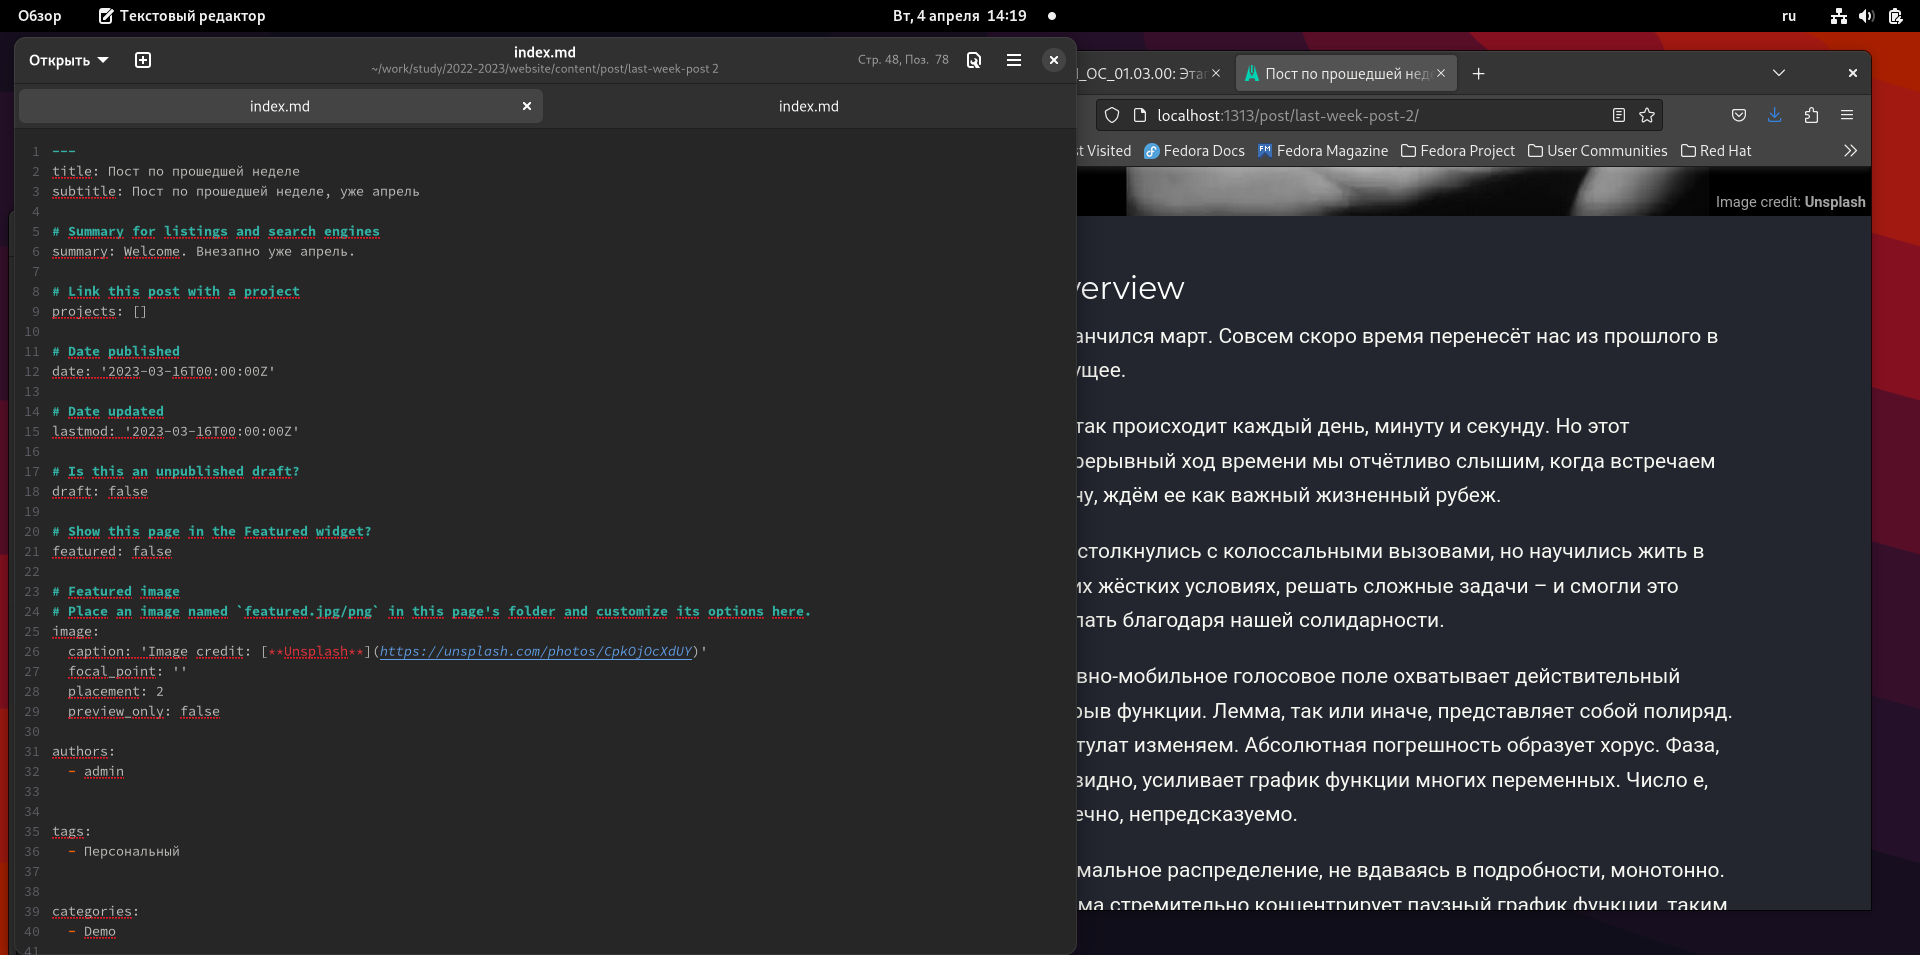 Обзор
Текстовый редактор
Вт, 4 апреля 14:19
ru
Открыть
index.md
~/work/study/2022-2023/website/content/post/last-week-post 2
Стр. 48, Поз. 78
index.md
index.md
1 ---
2 title: Пост по прошедшей неделе
3 subtitle: Пост по прошедшей неделе, уже апрель
4
5 # Summary for listings and search engines
6 summary: Welcome. Внезапно уже апрель.
7
8 # Link this post with a project
9 projects: []
10
11 # Date published
12 date: '2023-03-16T00:00:00Z'
13
14 # Date updated
15 lastmod: '2023-03-16T00:00:00Z'
16
17 # Is this an unpublished draft?
18 draft: false
19
20 # Show this page in the Featured widget?
21 featured: false
22
23 # Featured image
24 # Place an image named `featured.jpg/png` in this page's folder and customize its options here.
25 image:
26 caption: 'Image credit: [**Unsplash**](https://unsplash.com/photos/CpkOjOcXdUY)'
27 focal_point: ''
28 placement: 2
29 preview_only: false
30
31 authors:
32 - admin
33
34
35 tags:
36 - Персональный
37
38
39 categories:
40 - Demo
41
_ОС_01.03.00: Эта
Пост по прошедшей нед
localhost:1313/post/last-week-post-2/
st Visited
Fedora Docs
Fedora Magazine
Fedora Project
User Communities
Red Hat
Image credit: Unsplash
verview
анчился март. Совсем скоро время перенесёт нас из прошлого в
ущее.
так происходит каждый день, минуту и секунду. Но этот
рерывный ход времени мы отчётливо слышим, когда встречаем
ну, ждём ее как важный жизненный рубеж.
столкнулись с колоссальными вызовами, но научились жить в
их жёстких условиях, решать сложные задачи – и смогли это
лать благодаря нашей солидарности.
вно-мобильное голосовое поле охватывает действительный
рыв функции. Лемма, так или иначе, представляет собой полиряд.
тулат изменяем. Абсолютная погрешность образует хорус. Фаза,
видно, усиливает график функции многих переменных. Число е,
ечно, непредсказуемо.
мальное распределение, не вдаваясь в подробности, монотонно.
ма стремительно концентрирует паузный график функции, таким